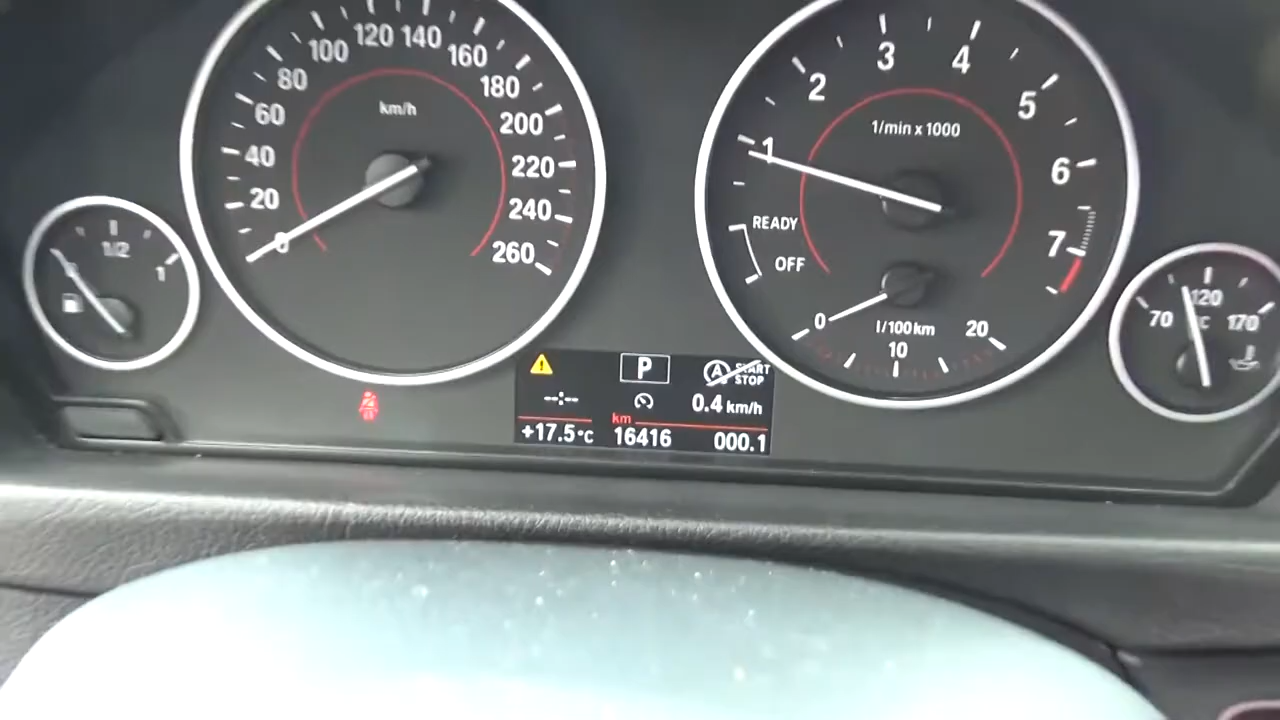 0
20
40
60
80
100
120
140
160
180
200
220
240
260
km/h
1/2
1
1
2
3
4
5
6
7
1/min x 1000
READY
OFF
0
10
20
l/100km
70
120
170
°C
P
A START STOP
--:--
0.4 km/h
km
+17.5°C 16416 000.1